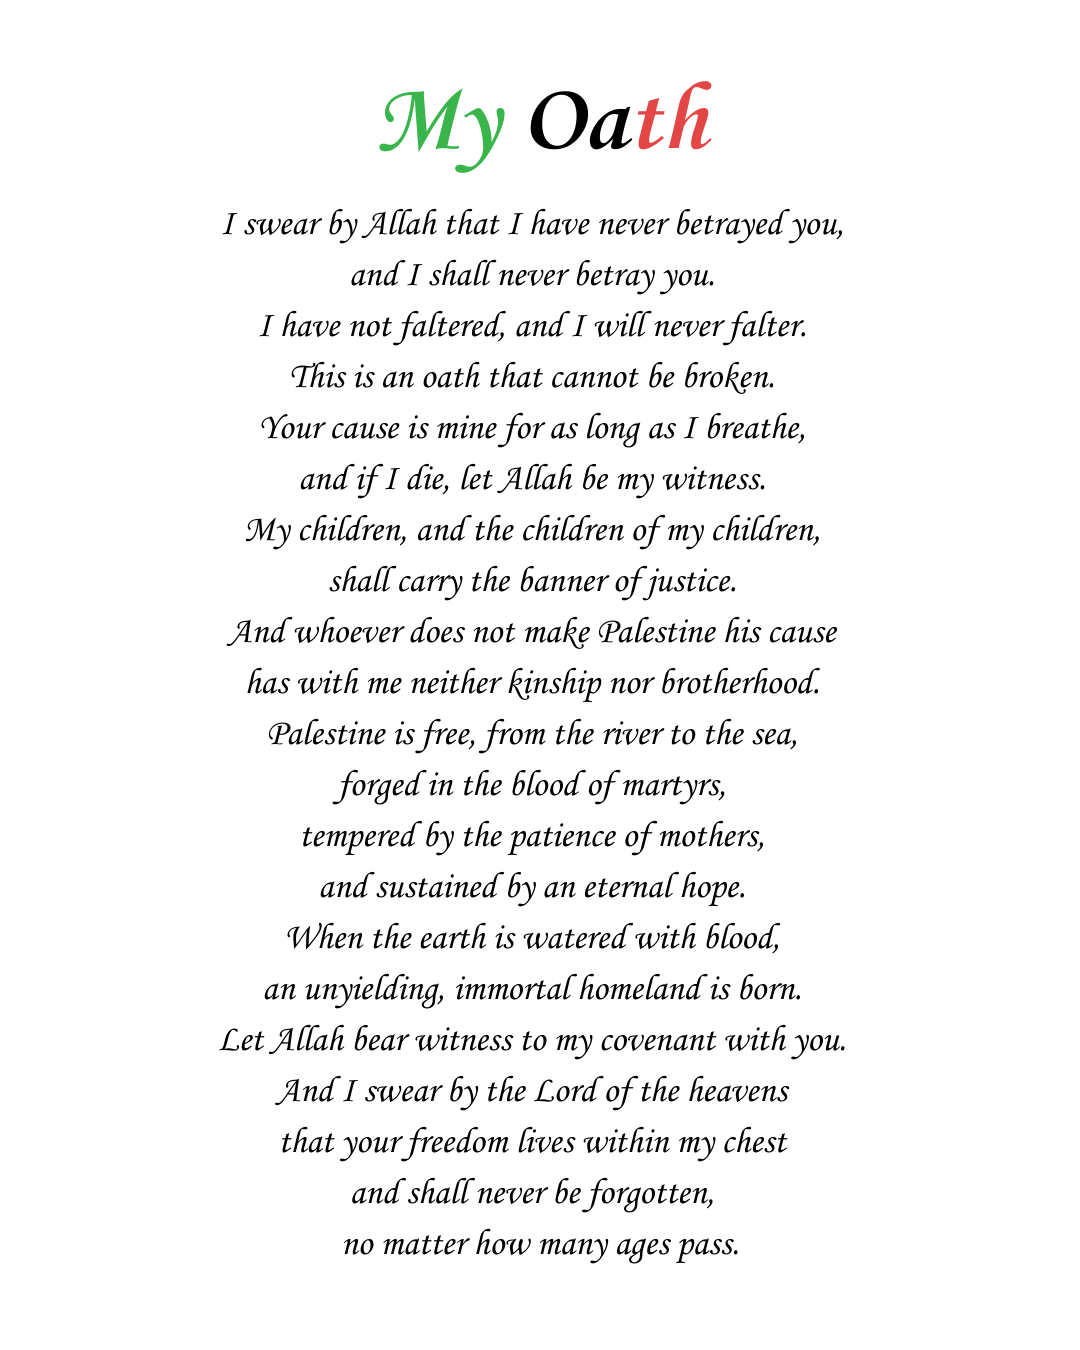 My Oath
I swear by Allah that I have never betrayed you,
and I shall never betray you.
I have not faltered, and I will never falter.
This is an oath that cannot be broken.
Your cause is mine for as long as I breathe,
and if I die, let Allah be my witness.
My children, and the children of my children,
shall carry the banner of justice.
And whoever does not make Palestine his cause
has with me neither kinship nor brotherhood.
Palestine is free, from the river to the sea,
forged in the blood of martyrs,
tempered by the patience of mothers,
and sustained by an eternal hope.
When the earth is watered with blood,
an unyielding, immortal homeland is born.
Let Allah bear witness to my covenant with you.
And I swear by the Lord of the heavens
that your freedom lives within my chest
and shall never be forgotten,
no matter how many ages pass.